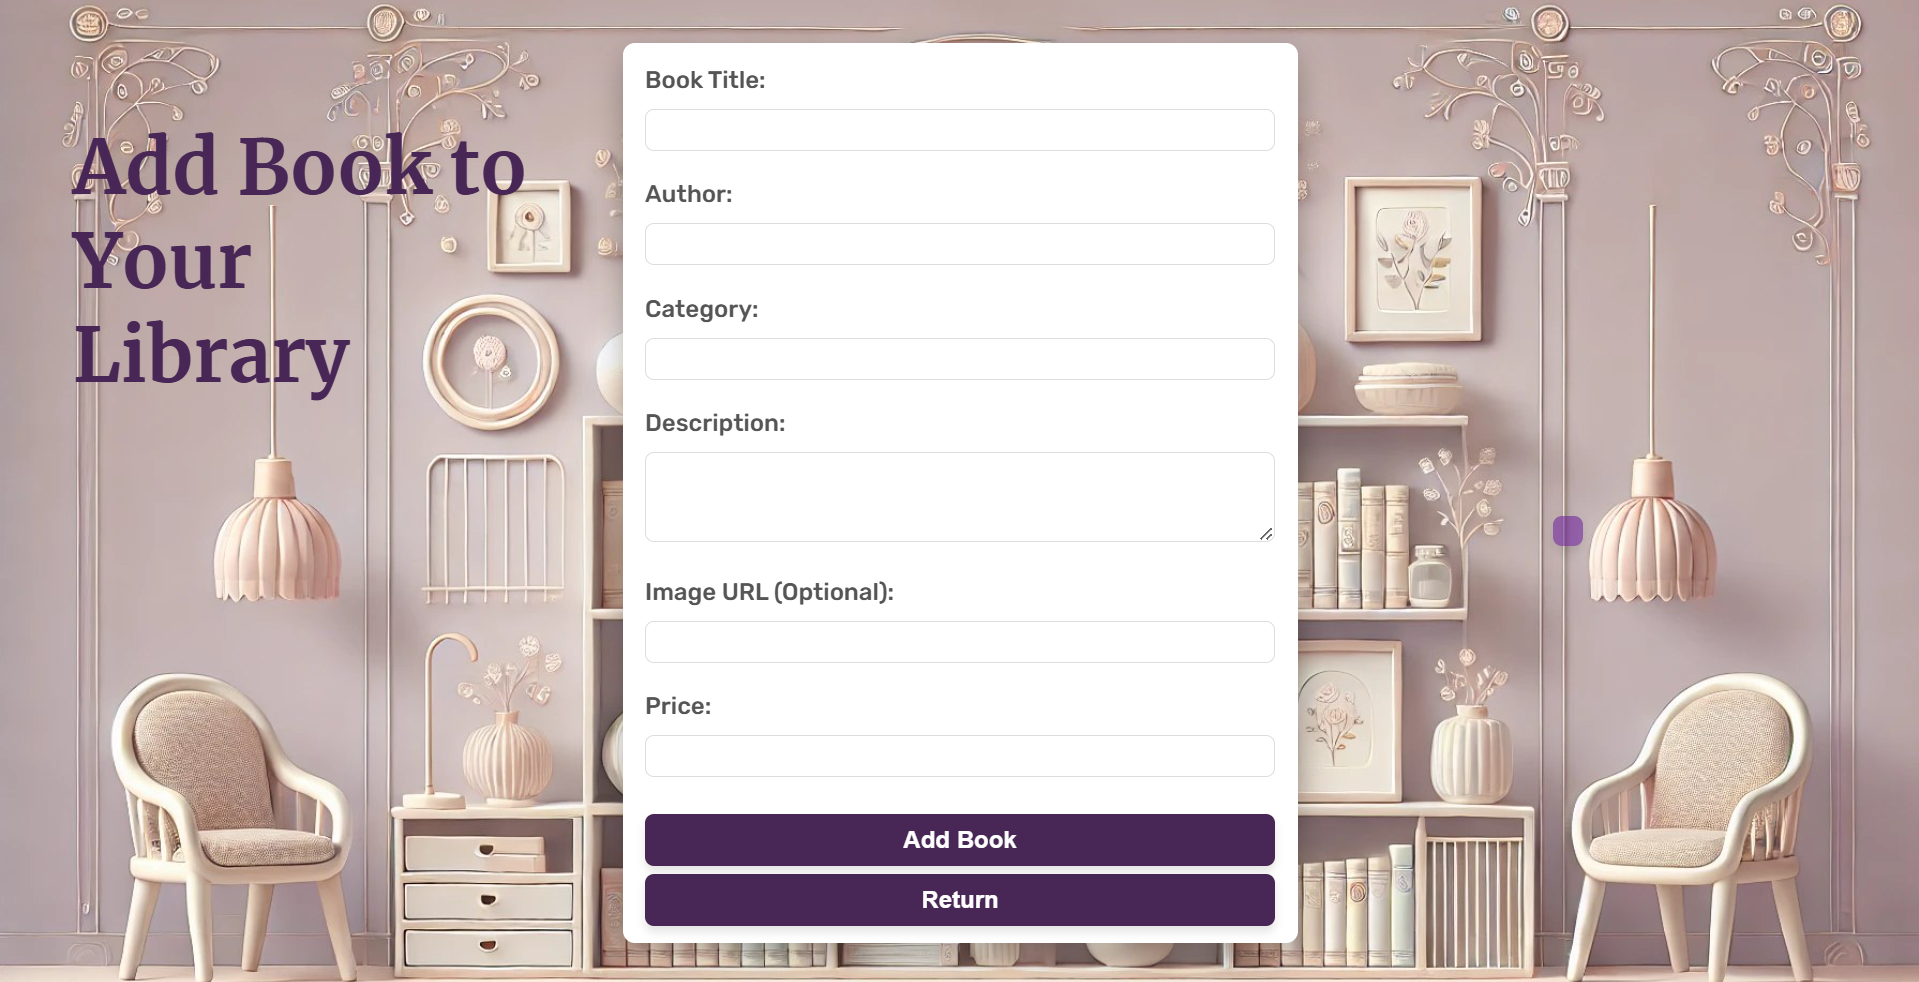 Add Book to
Your
Library
Book Title:
Author:
Category:
Description:
Image URL (Optional):
Price:
Add Book
Return